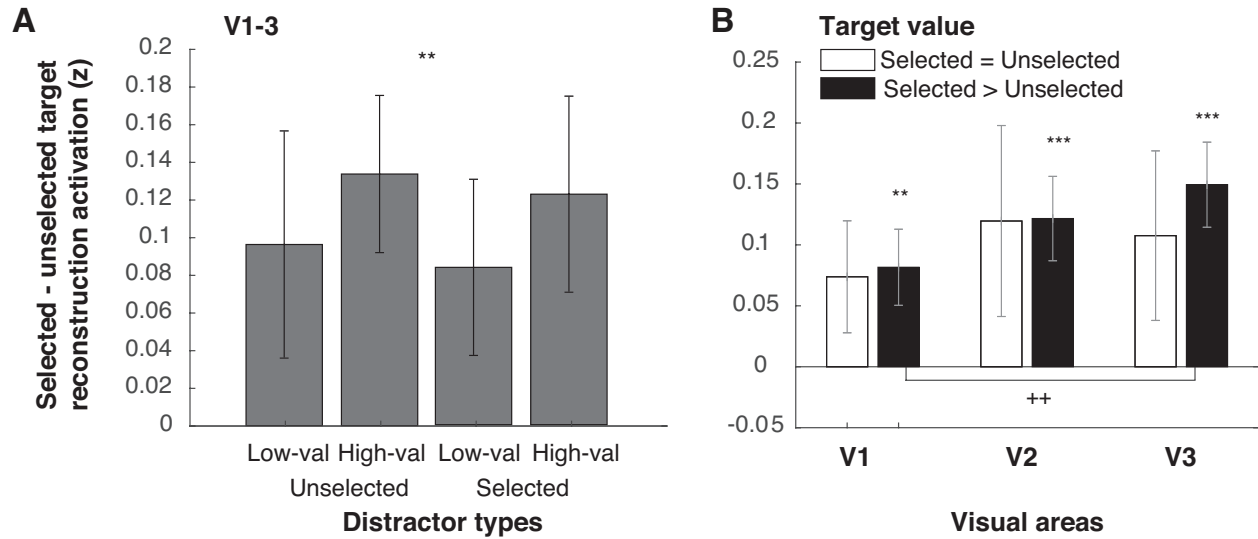 A
V1-3
Selected - unselected target
reconstruction activation (z)
0.2
0.18
0.16
0.14
0.12
0.1
0.08
0.06
0.04
0.02
0
**
Low-val High-val Low-val High-val
Unselected Selected
Distractor types
B
Target value
Selected = Unselected
Selected > Unselected
0.25
0.2
0.15
0.1
0.05
0
-0.05
**
***
***
++
V1 V2 V3
Visual areas